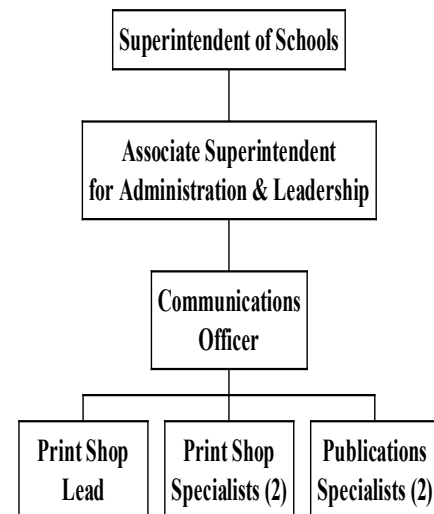 Superintendent of Schools
Associate Superintendent
for Administration & Leadership
Communications
Officer
Print Shop
Lead
Print Shop
Specialists (2)
Publications
Specialists (2)